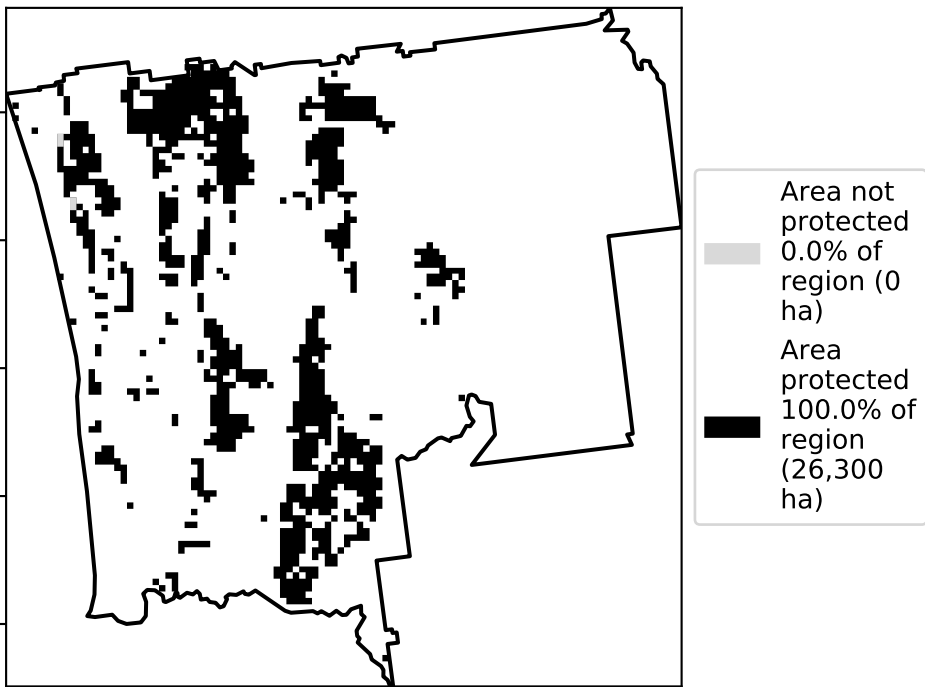 Area not
protected
0.0% of
region (0
ha)
Area
protected
100.0% of
region
(26,300
ha)